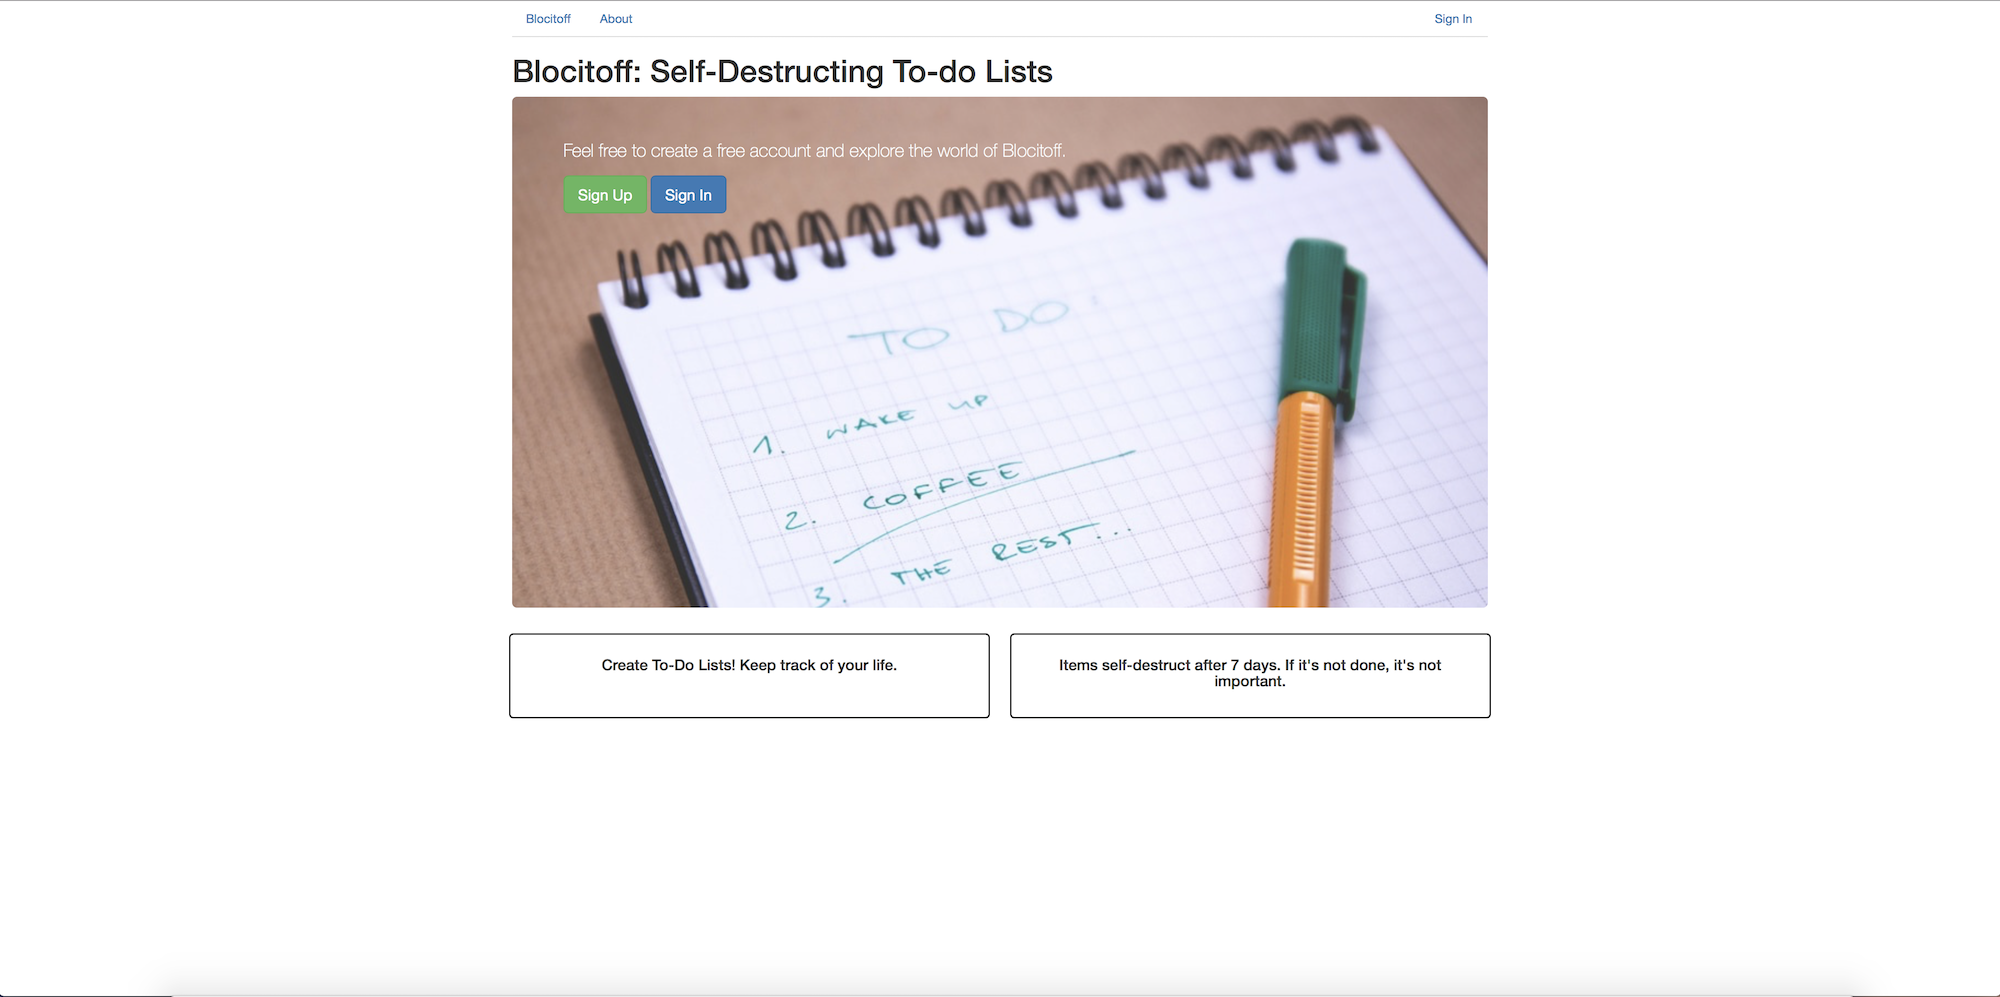 Blocitoff About Sign In
Blocitoff: Self-Destructing To-do Lists
Feel free to create a free account and explore the world of Blocitoff.
Sign Up Sign In
TO DO:
1. WAKE UP
2. COFFEE
3. THE REST...
Create To-Do Lists! Keep track of your life.
Items self-destruct after 7 days. If it's not done, it's not
important.